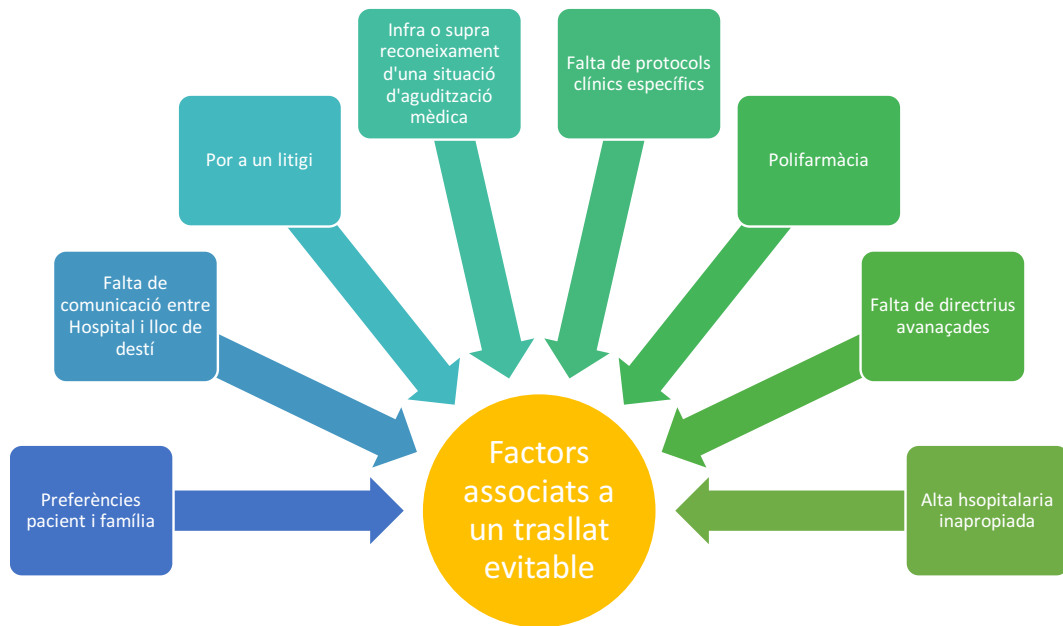 Infra o supra
reconeixament
d'una situació
d'agudització
mèdica
Falta de protocols
clínics específics
Por a un litigi
Polifarmàcia
Falta de
comunicació entre
Hospital i lloc de
destí
Falta de directrius
avanaçades
Preferències
pacient i família
Factors
associats a
un trasllat
evitable
Alta hsopitalaria
inapropiada